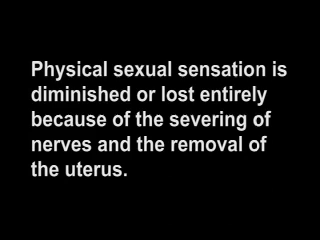 Physical sexual sensation is
diminished or lost entirely
because of the severing of
nerves and the removal of
the uterus.